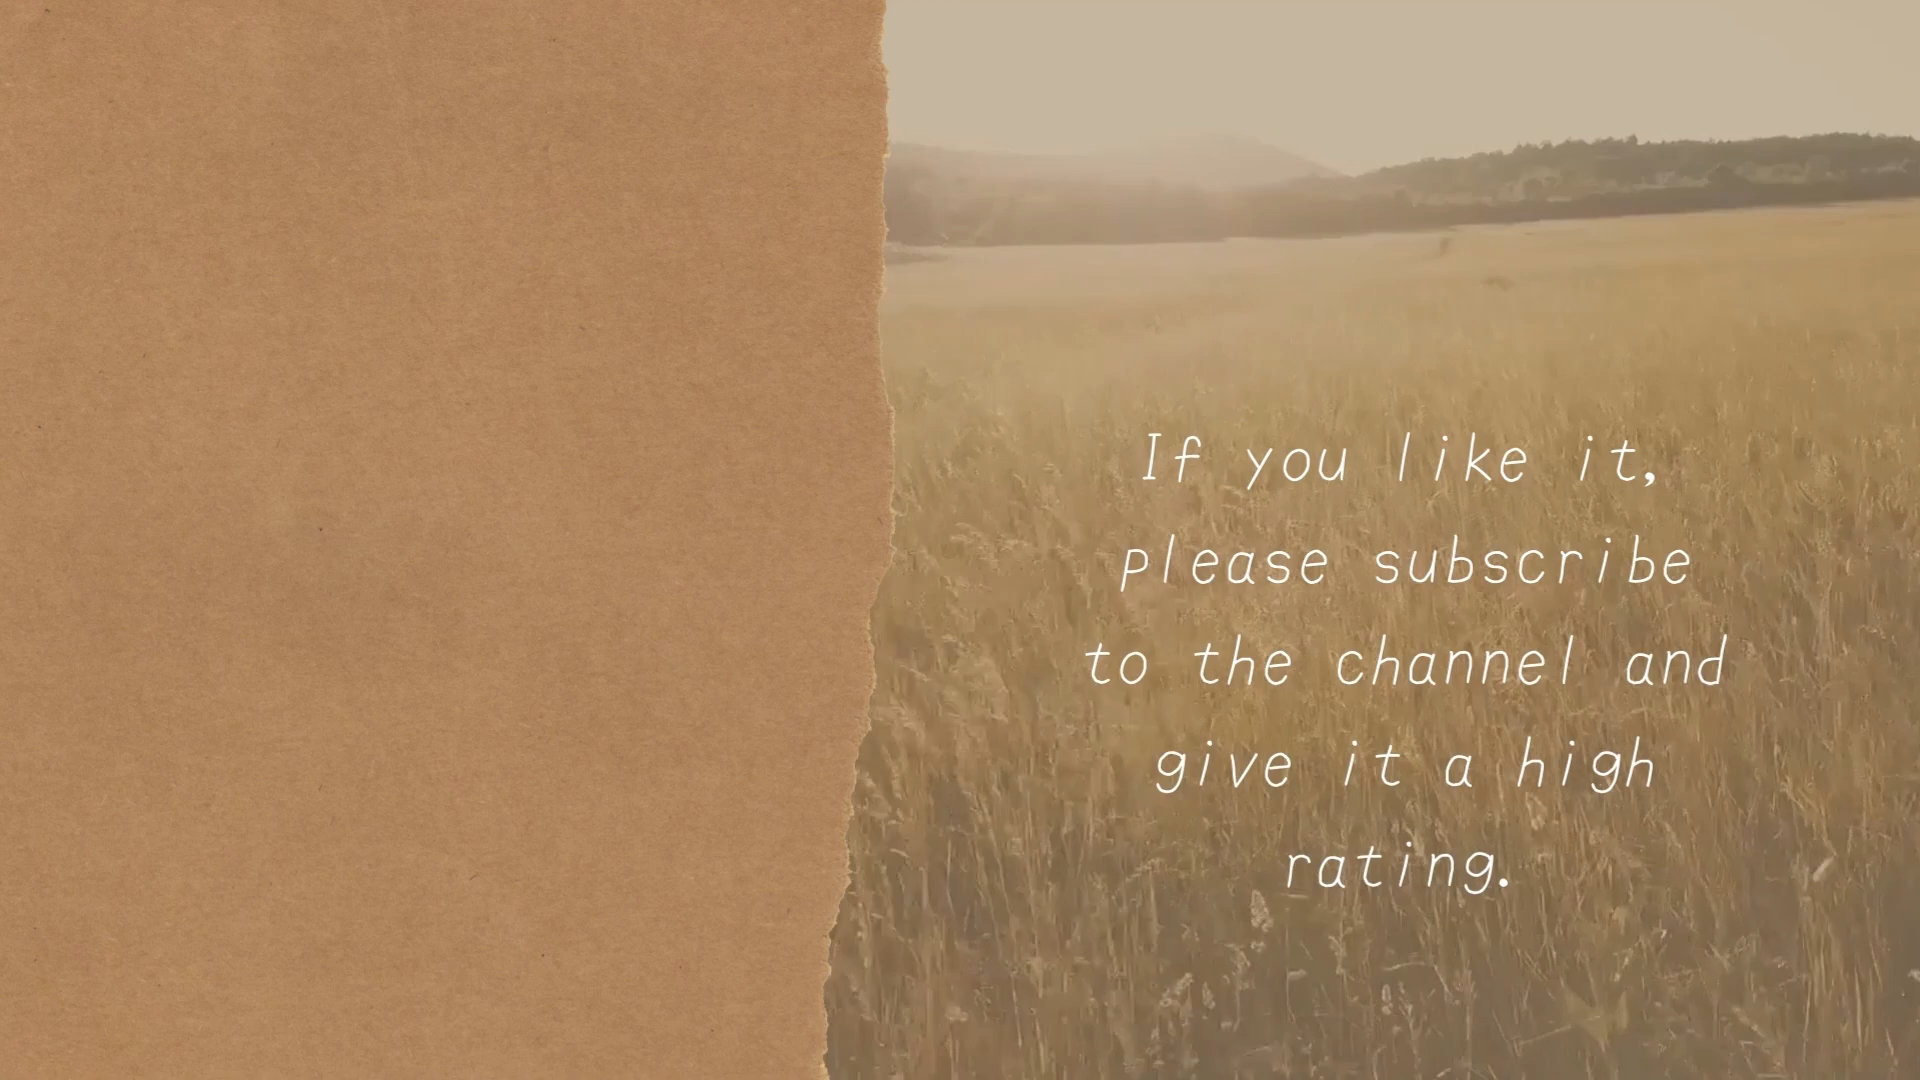 If you like it,
please subscribe
to the channel and
give it a high
rating.